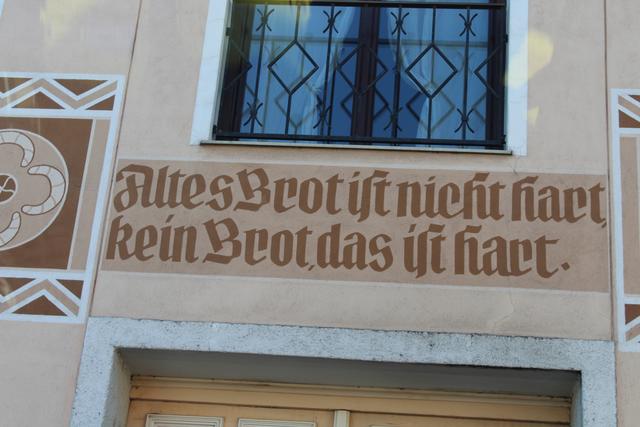 Altes Brot ist nicht hart,
kein Brot, das ist hart.